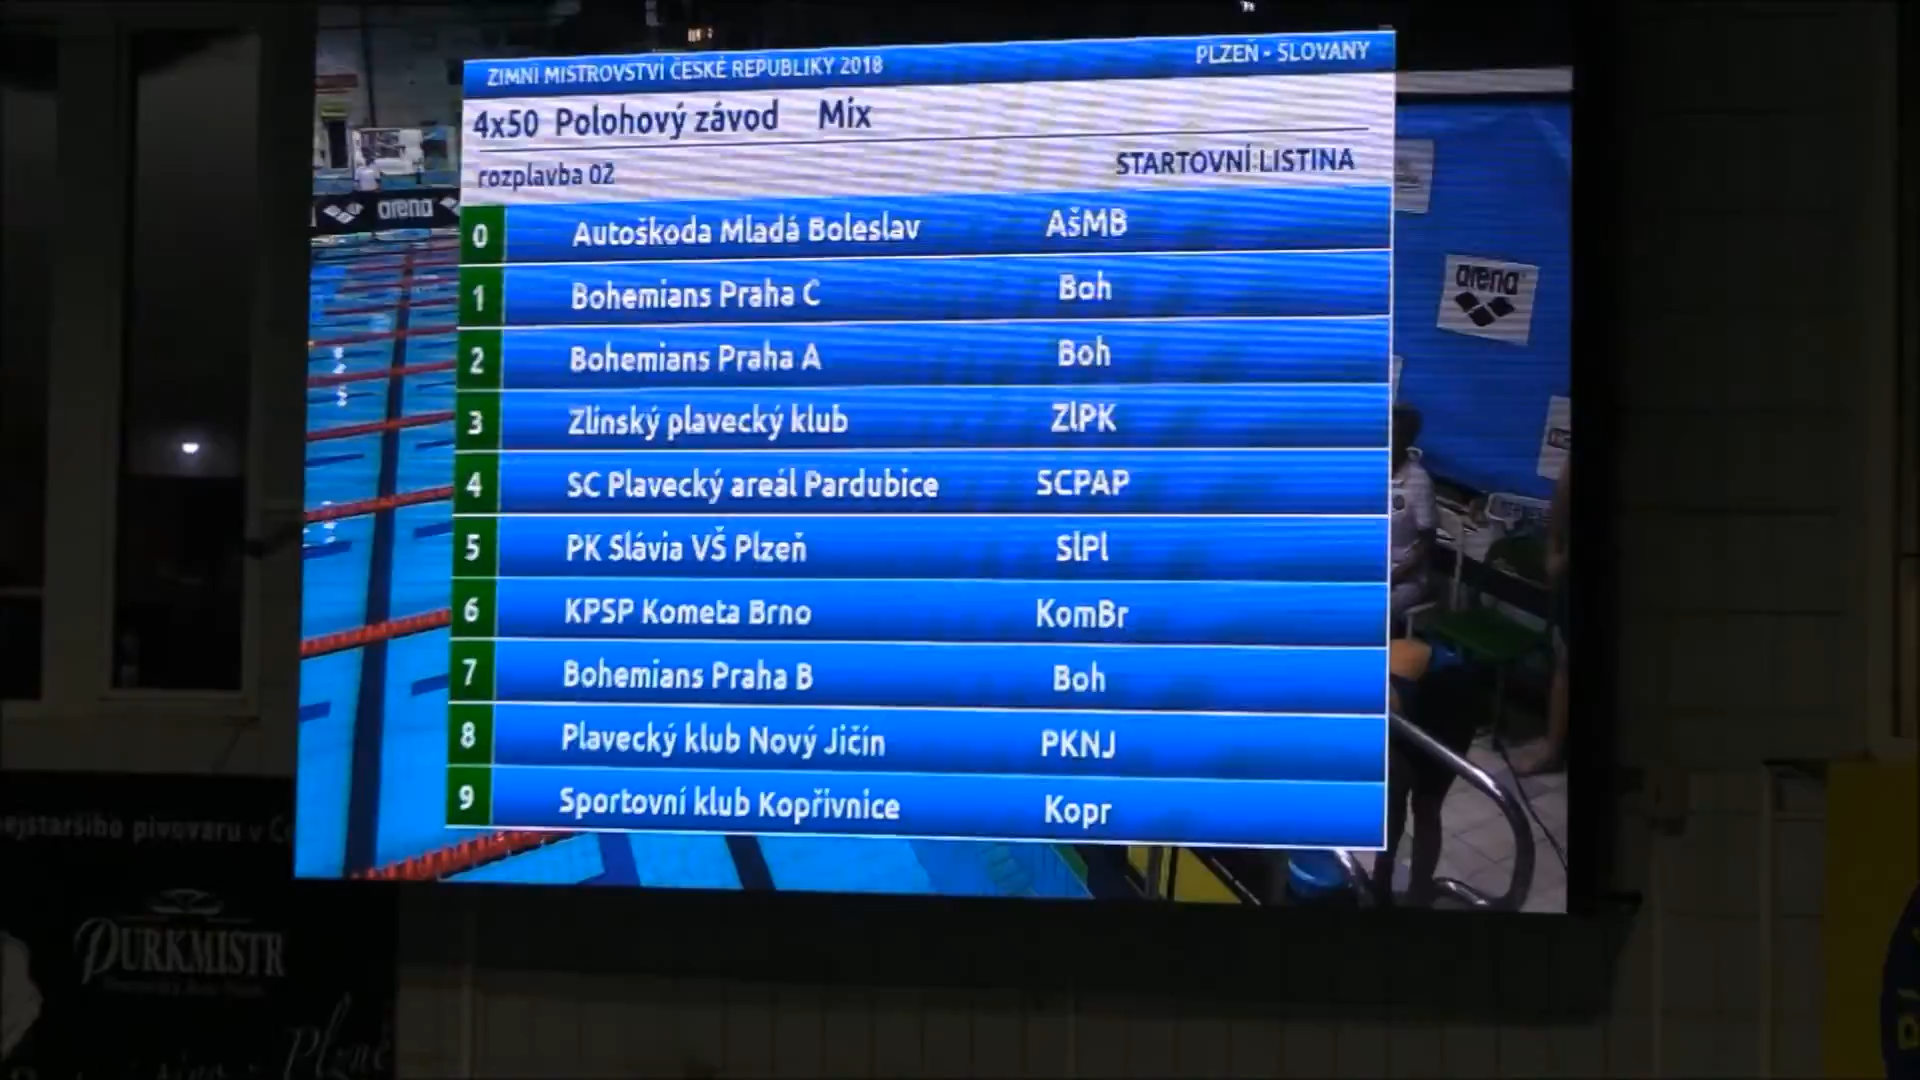 ZIMNÍ MISTROVSTVÍ ČESKÉ REPUBLIKY 2018 PLZEŇ - SLOVANY
4x50 Polohový závod Mix
rozplavba 02 STARTOVNÍ LISTINA
0 Autoškoda Mladá Boleslav AšMB
1 Bohemians Praha C Boh
2 Bohemians Praha A Boh
3 Zlínský plavecký klub ZlPK
4 SC Plavecký areál Pardubice SCPAP
5 PK Slávia VŠ Plzeň SlPl
6 KPSP Kometa Brno KomBr
7 Bohemians Praha B Boh
8 Plavecký klub Nový Jičín PKNJ
9 Sportovní klub Kopřivnice Kopr
arena
arena
pivovaru v
PURKMISTR